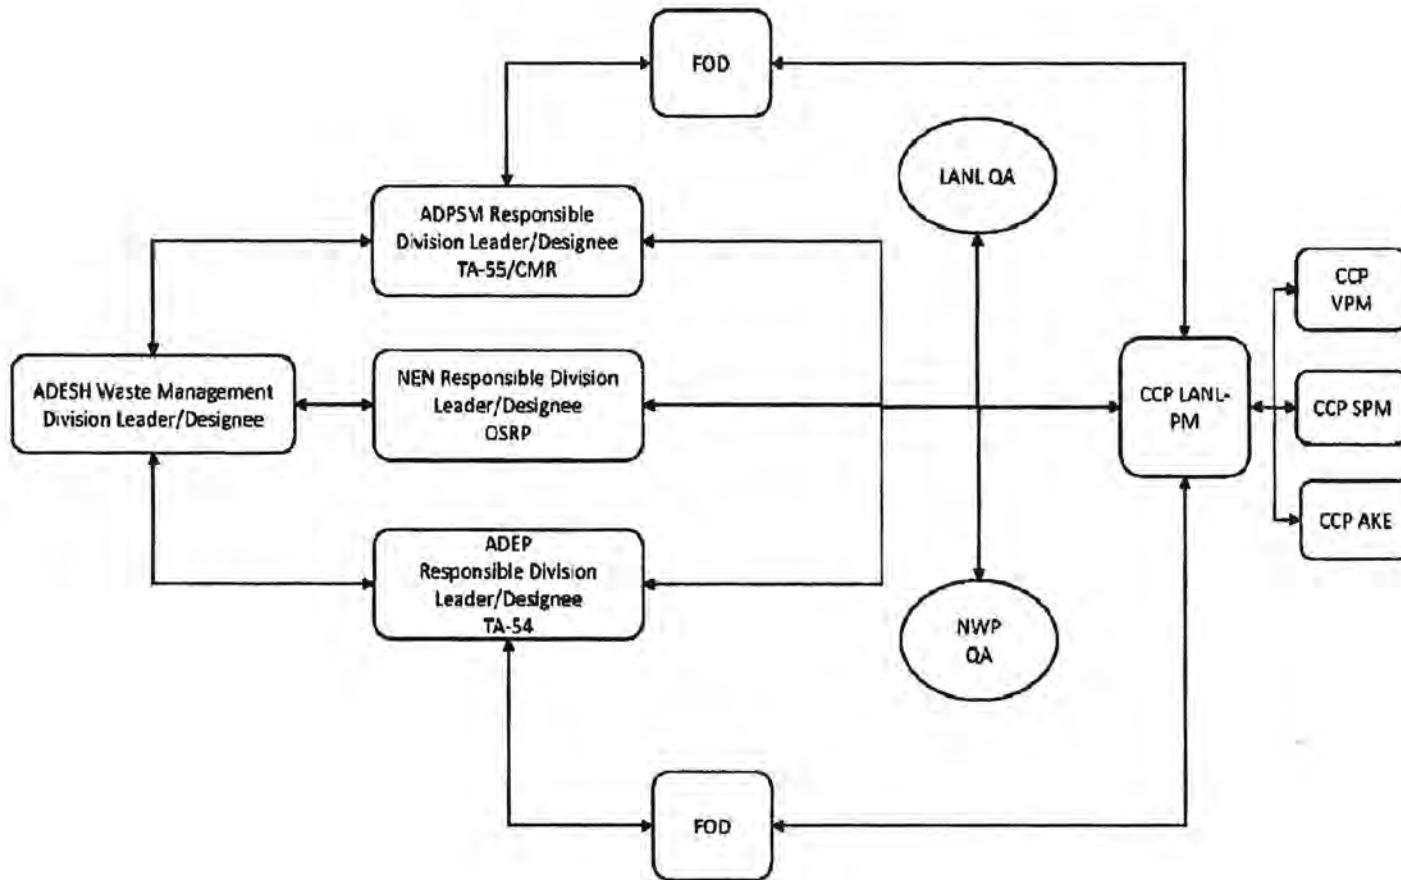 FOD
LANL QA
ADPSM Responsible
Division Leader/Designee
TA-55/CMR
CCP
VPM
ADESH Waste Management
Division Leader/Designee
NEN Responsible Division
Leader/Designee
OSRP
CCP LANL-
PM
CCP SPM
CCP AKE
ADEP
Responsible Division
Leader/Designee
TA-54
NWP
QA
FOD